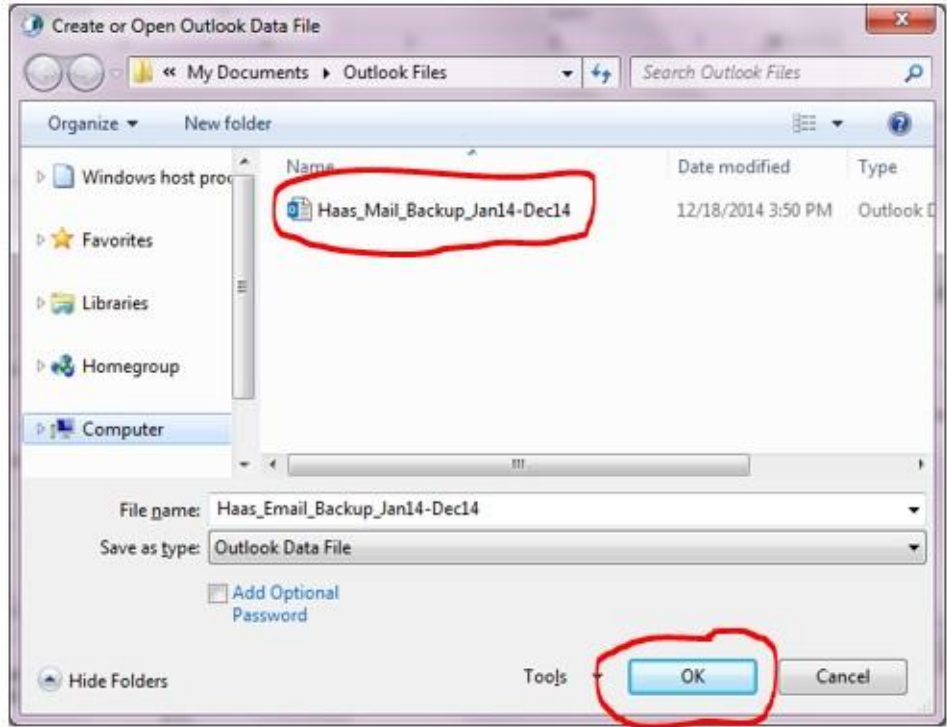 Create or Open Outlook Data File
« My Documents Outlook Files
Search Outlook Files
Organize New folder
Name Date modified Type
Windows host proc
Haas_Mail_Backup_Jan14-Dec14 12/18/2014 3:50 PM Outlook D
Favorites
Libraries
Homegroup
Computer
File name: Haas_Email_Backup_Jan14-Dec14
Save as type: Outlook Data File
Add Optional
Password
Hide Folders
Tools OK Cancel